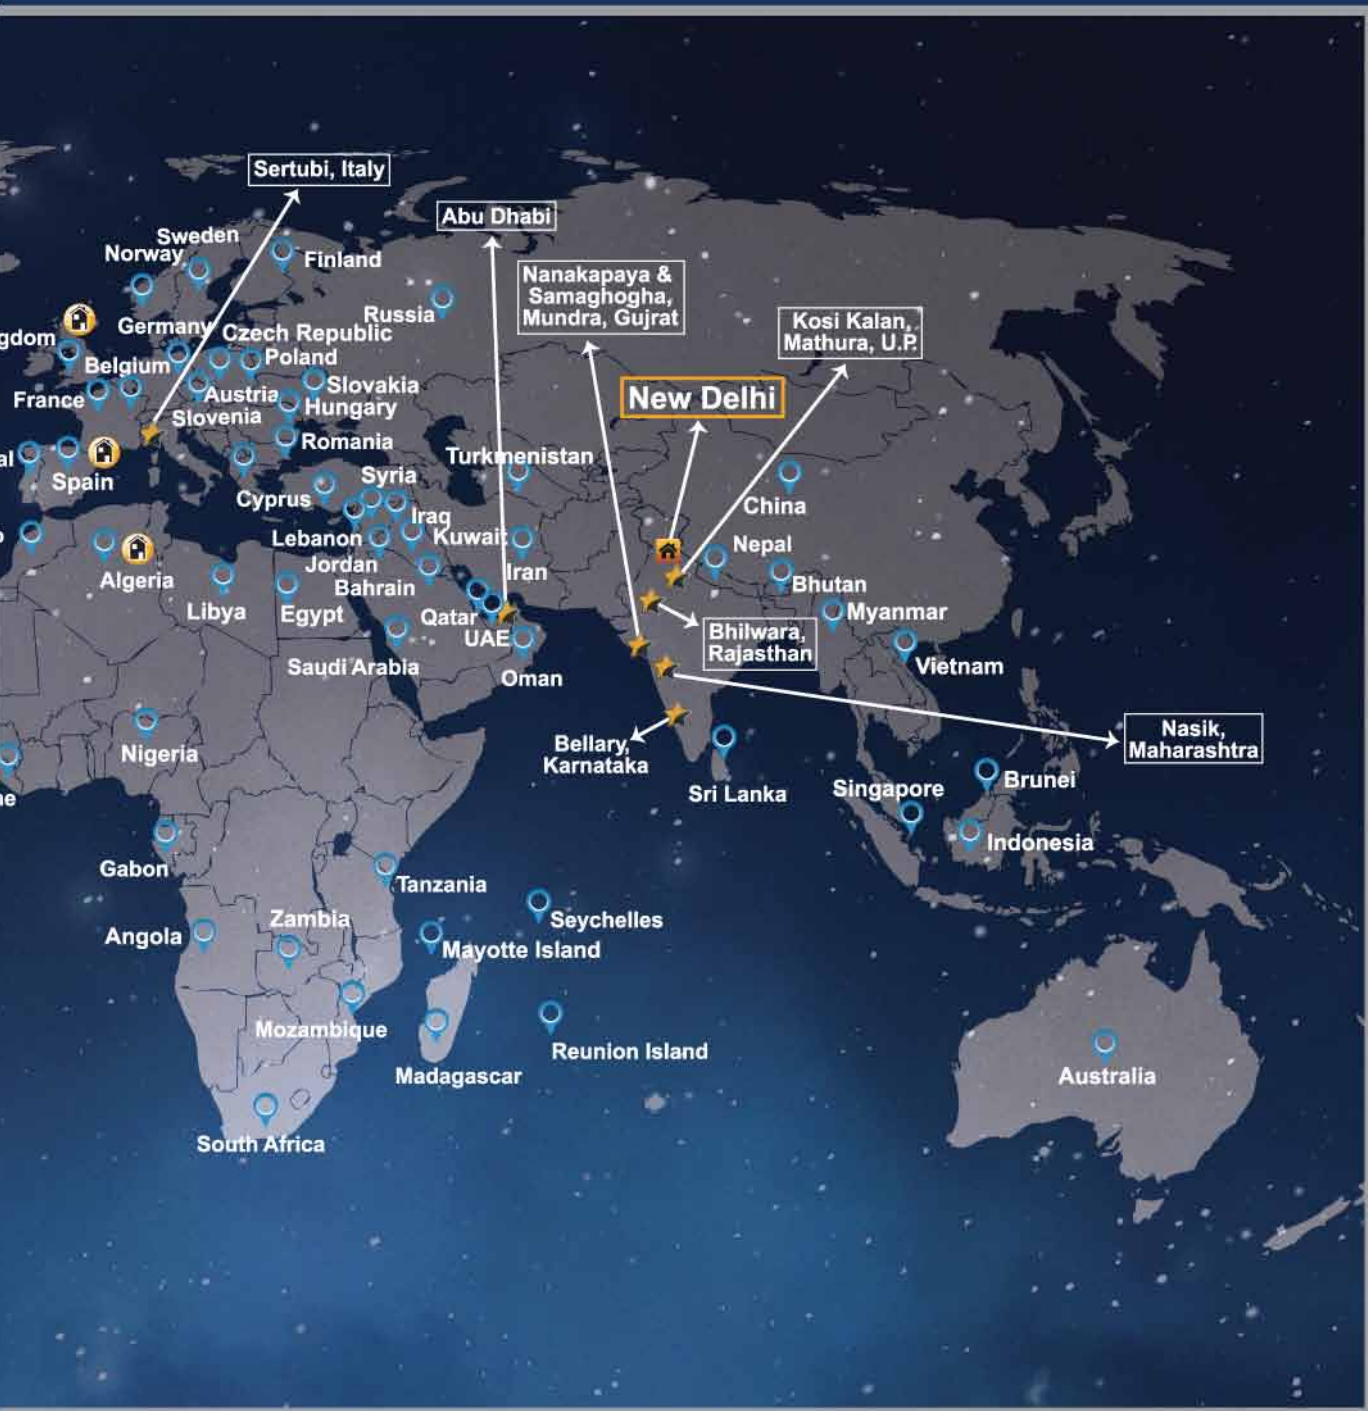 Sertubi, Italy
Abu Dhabi
Sweden
Norway
Finland
Nanakapaya &
Samaghogha,
Mundra, Gujrat
Russia
Kosi Kalan,
Mathura, U.P.
gdom
Germany
Czech Republic
Belgium
Poland
France
Austria
Slovakia
Slovenia
Hungary
New Delhi
Romania
al
Spain
Syria
Turkmenistan
Cyprus
China
Iraq
Lebanon
Kuwait
Nepal
Algeria
Jordan
Iran
Bahrain
Bhutan
Libya
Egypt
Qatar
Myanmar
UAE
Bhilwara,
Rajasthan
Saudi Arabia
Oman
Vietnam
Nigeria
Bellary,
Karnataka
Nasik,
Maharashtra
ne
Sri Lanka
Singapore
Brunei
Indonesia
Gabon
Tanzania
Angola
Zambia
Seychelles
Mayotte Island
Mozambique
Reunion Island
Madagascar
Australia
South Africa